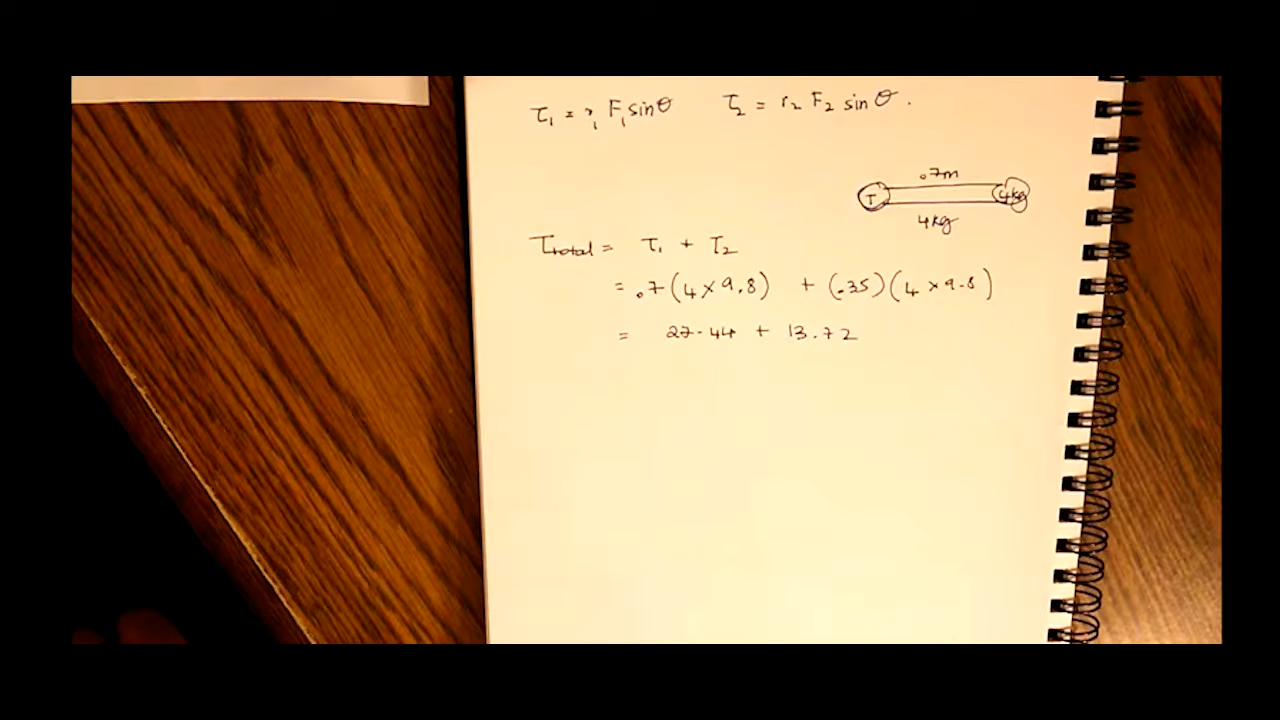 τ₁ = r₁ F₁ sinθ τ₂ = r₂ F₂ sinθ .
.7m
T 4kg
4kg
τtotal = τ₁ + τ₂
= .7 (4 × 9.8) + (.35)(4 × 9.8)
= 27.44 + 13.72